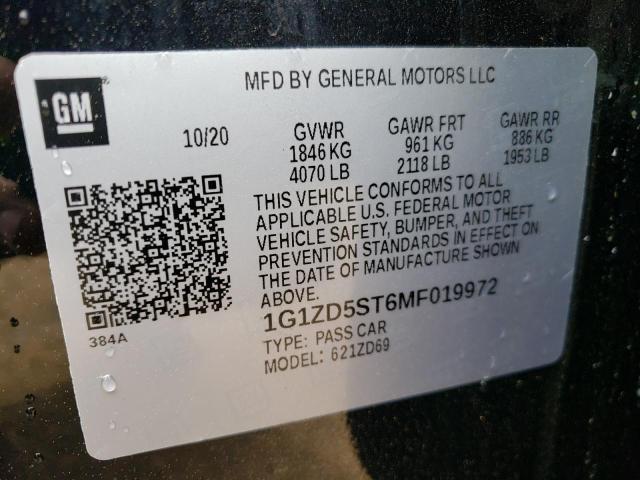 MFD BY GENERAL MOTORS LLC
GM
10/20
GVWR
1846 KG
4070 LB
GAWR FRT
961 KG
2118 LB
GAWR RR
886 KG
1953 LB
THIS VEHICLE CONFORMS TO ALL
APPLICABLE U.S. FEDERAL MOTOR
VEHICLE SAFETY, BUMPER, AND THEFT
PREVENTION STANDARDS IN EFFECT ON
THE DATE OF MANUFACTURE SHOWN
ABOVE.
1G1ZD5ST6MF019972
TYPE: PASS CAR
MODEL: 621ZD69
384A